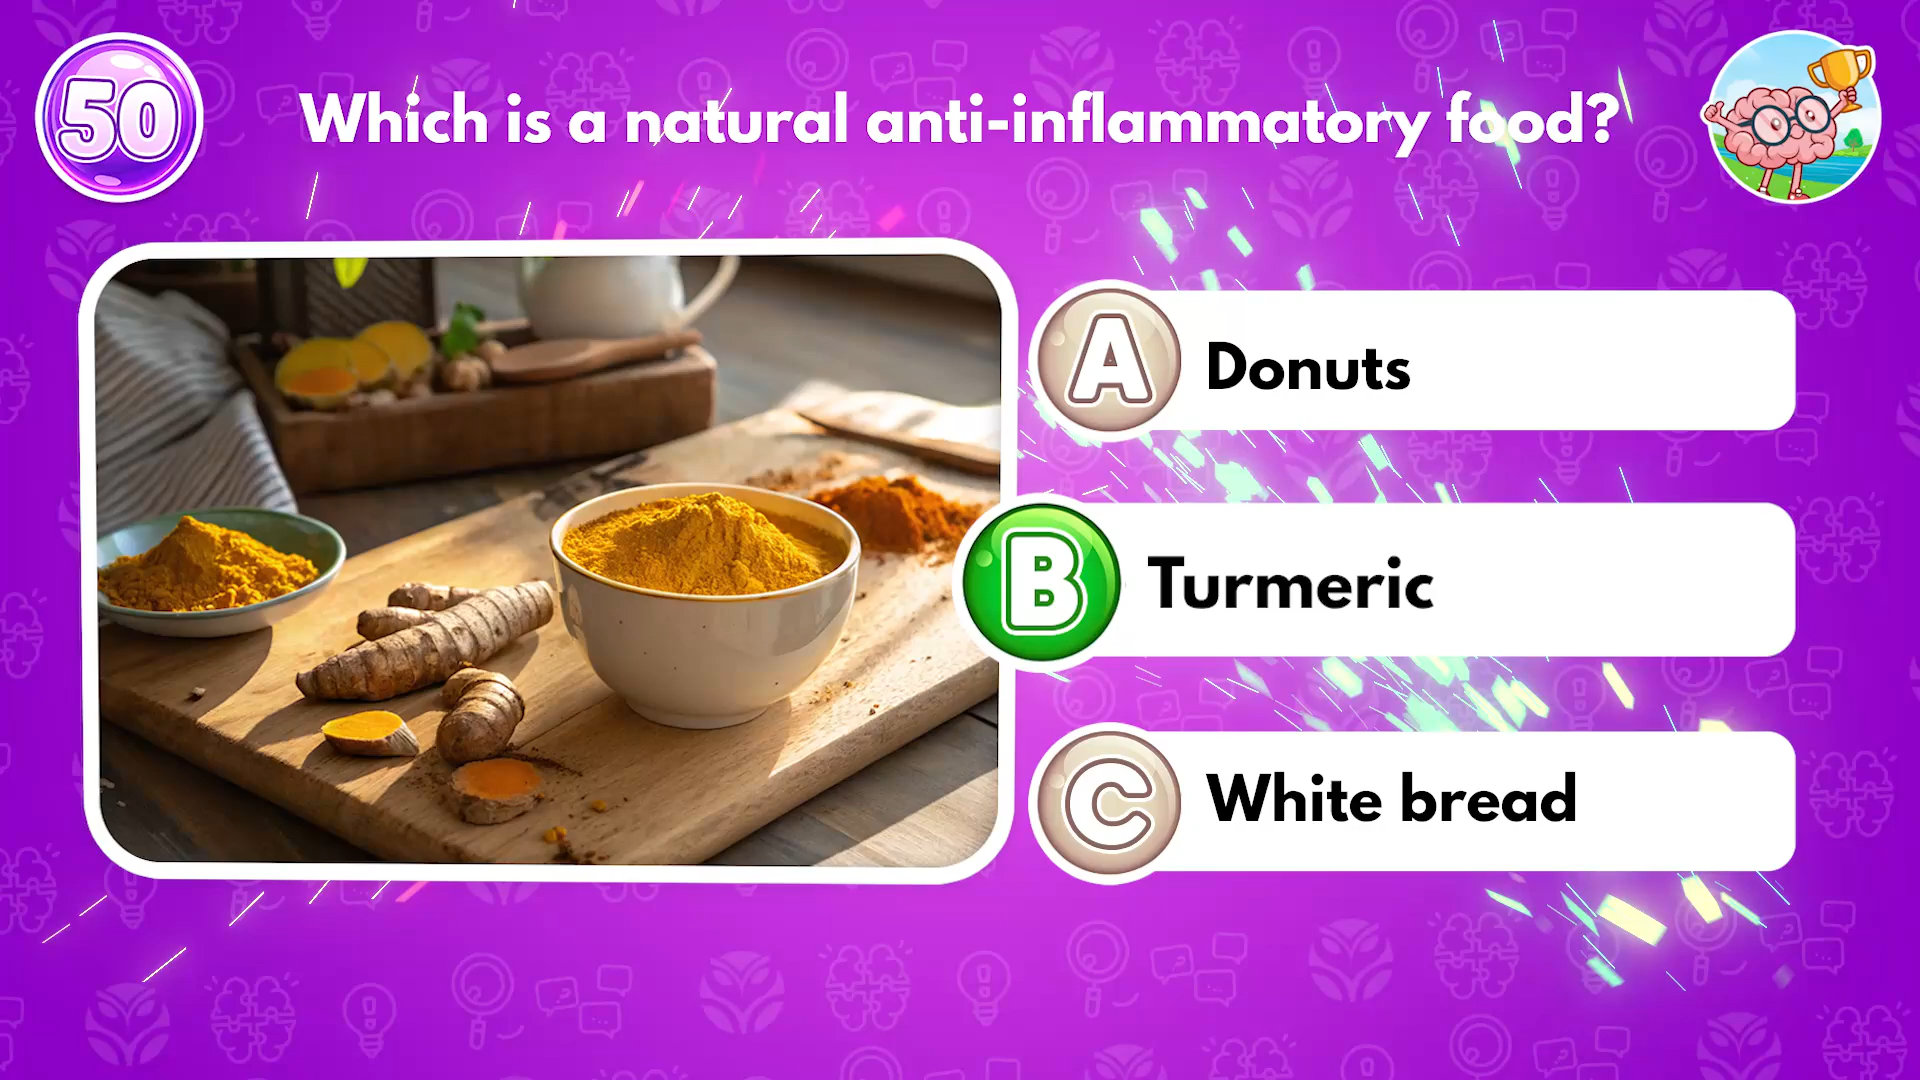 50
Which is a natural anti-inflammatory food?
A
Donuts
B
Turmeric
C
White bread